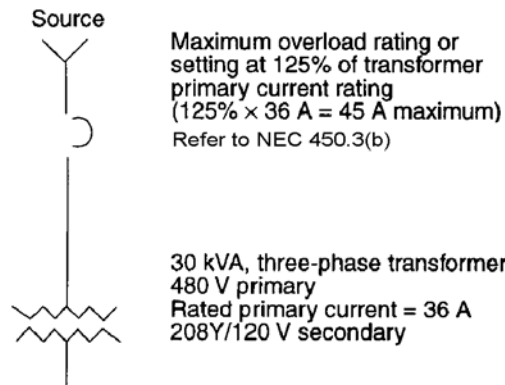 Source
Maximum overload rating or
setting at 125% of transformer
primary current rating
(125% × 36 A = 45 A maximum)
Refer to NEC 450.3(b)
30 kVA, three-phase transformer
480 V primary
Rated primary current = 36 A
208Y/120 V secondary